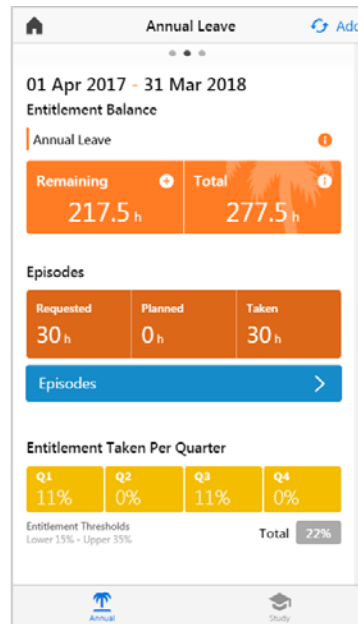 Annual Leave Add
01 Apr 2017 - 31 Mar 2018
Entitlement Balance
Annual Leave
Remaining Total
217.5 h 277.5 h
Episodes
Requested Planned Taken
30 h 0 h 30 h
Episodes
Entitlement Taken Per Quarter
Q1 Q2 Q3 Q4
11% 0% 11% 0%
Entitlement Thresholds
Lower 15% - Upper 35%
Total 22%
Annual Study